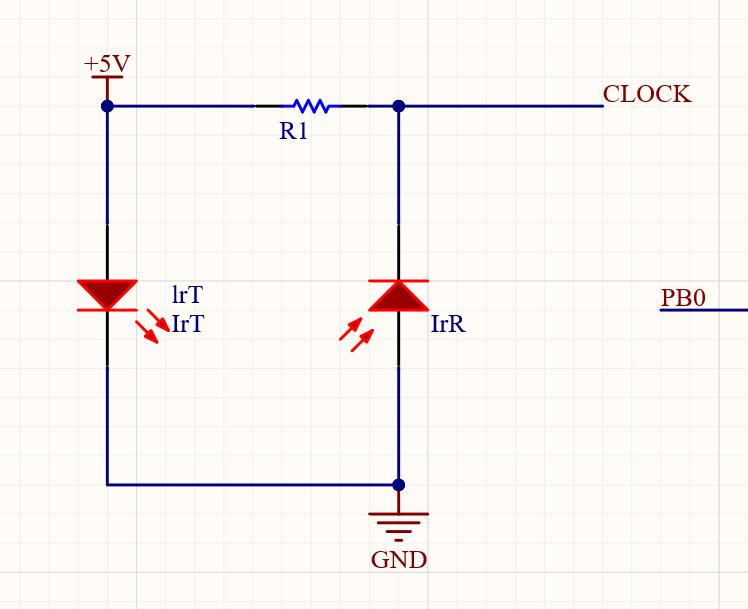 +5V
CLOCK
R1
lrT
IrT
IrR
PB0
GND